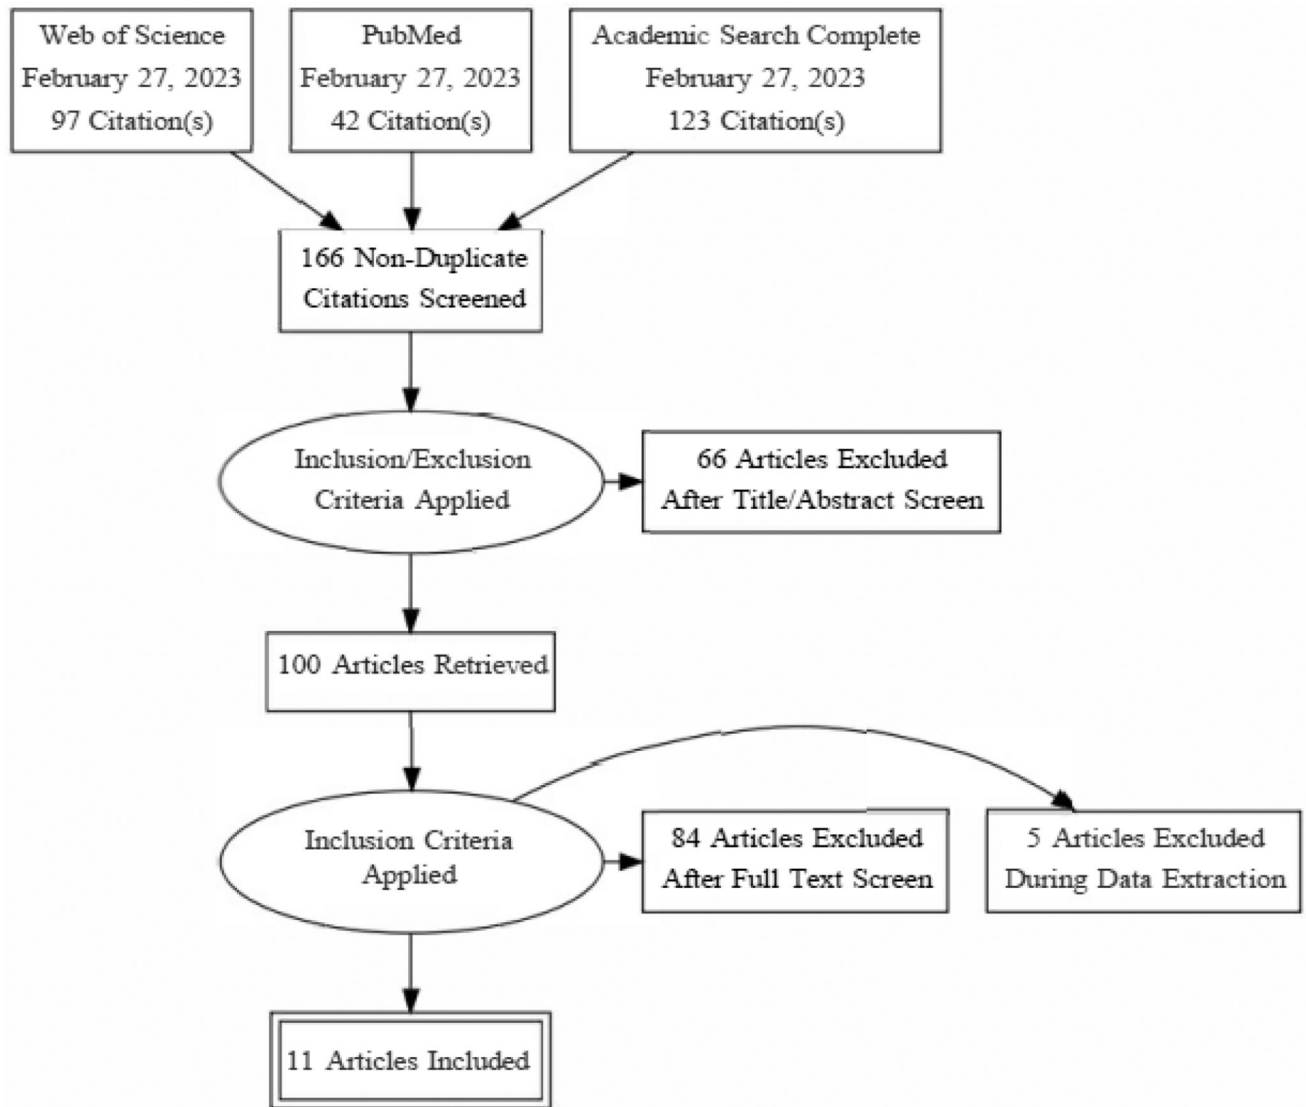 Web of Science
February 27, 2023
97 Citation(s)
PubMed
February 27, 2023
42 Citation(s)
Academic Search Complete
February 27, 2023
123 Citation(s)
166 Non-Duplicate
Citations Screened
Inclusion/Exclusion
Criteria Applied
66 Articles Excluded
After Title/Abstract Screen
100 Articles Retrieved
Inclusion Criteria
Applied
84 Articles Excluded
After Full Text Screen
5 Articles Excluded
During Data Extraction
11 Articles Included